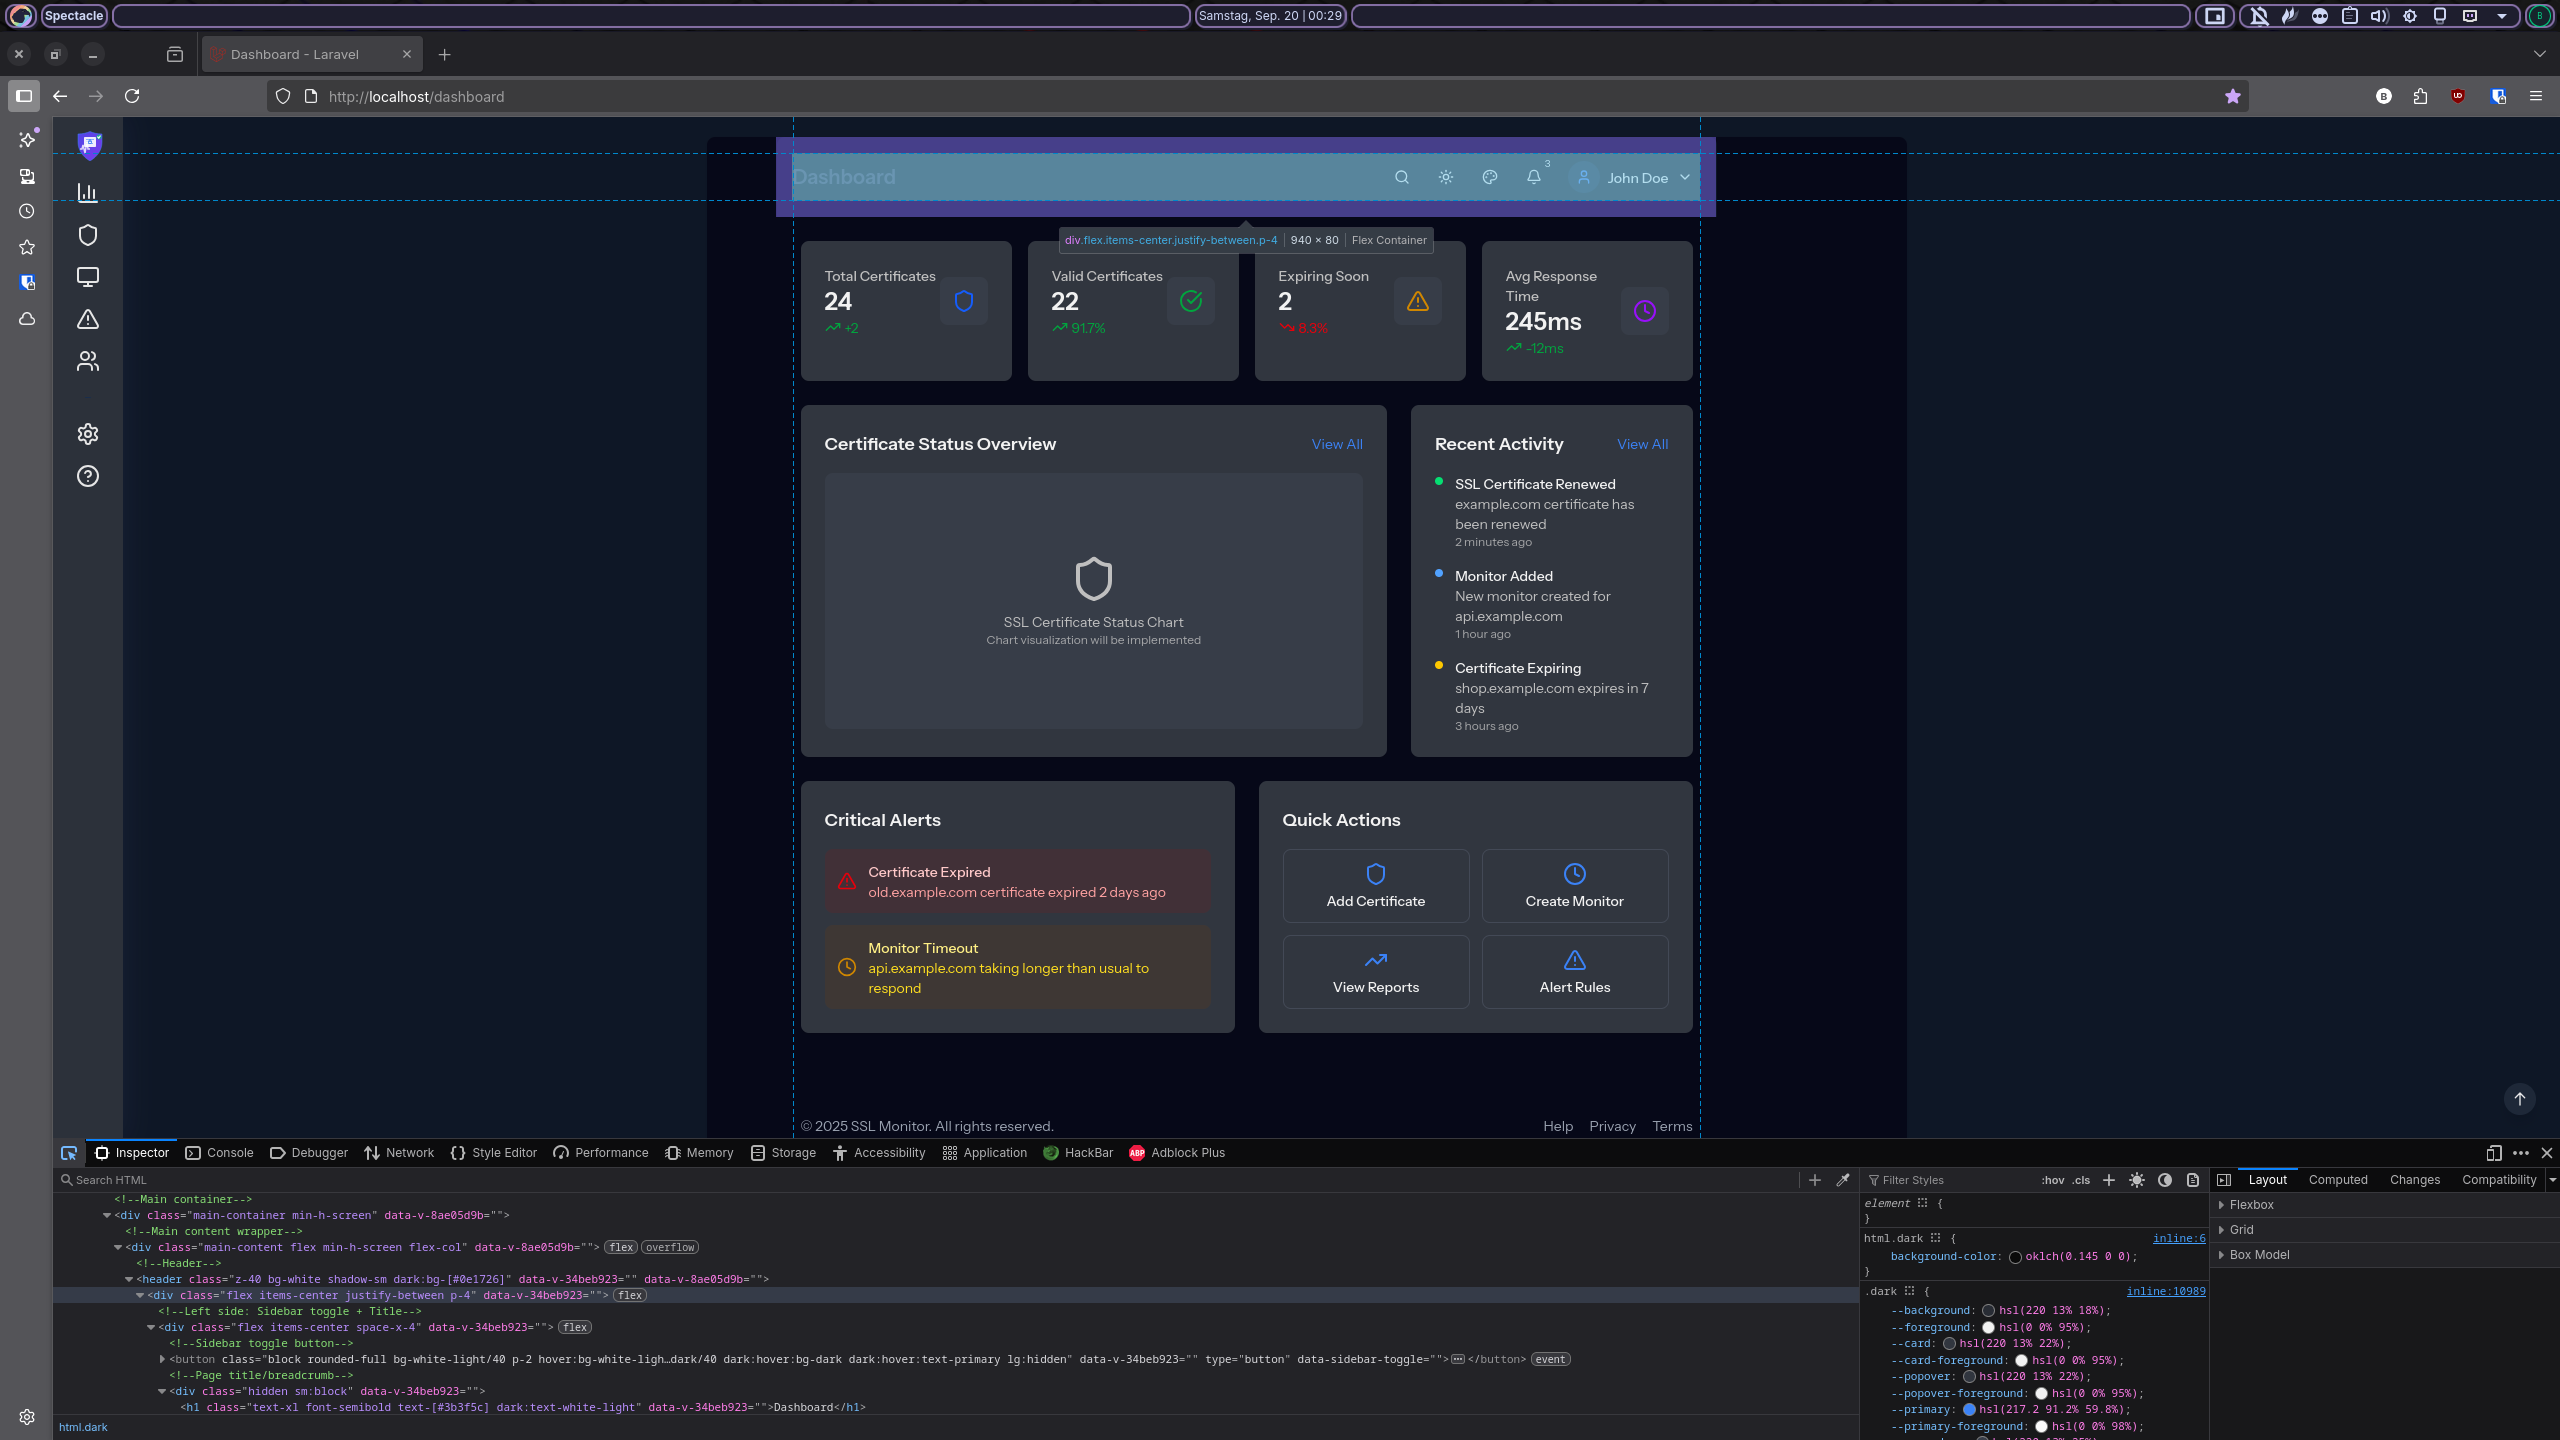 Spectacle
Samstag, Sep. 20 | 00:29
B
Dashboard - Laravel
http://localhost/dashboard
B
Dashboard
3
John Doe
div.flex.items-center.justify-between.p-4 | 940 × 80 | Flex Container
Total Certificates
24
+2
Valid Certificates
22
91.7%
Expiring Soon
2
8.3%
Avg Response
Time
245ms
-12ms
Certificate Status Overview
View All
SSL Certificate Status Chart
Chart visualization will be implemented
Recent Activity
View All
SSL Certificate Renewed
example.com certificate has
been renewed
2 minutes ago
Monitor Added
New monitor created for
api.example.com
1 hour ago
Certificate Expiring
shop.example.com expires in 7
days
3 hours ago
Critical Alerts
Certificate Expired
old.example.com certificate expired 2 days ago
Monitor Timeout
api.example.com taking longer than usual to
respond
Quick Actions
Add Certificate
Create Monitor
View Reports
Alert Rules
© 2025 SSL Monitor. All rights reserved.
Help Privacy Terms
Inspector Console Debugger Network Style Editor Performance Memory Storage Accessibility Application HackBar ABP Adblock Plus
Search HTML
<!--Main container-->
<div class="main-container min-h-screen" data-v-8ae05d9b="">
<!--Main content wrapper-->
<div class="main-content flex min-h-screen flex-col" data-v-8ae05d9b=""> flex overflow
<!--Header-->
<header class="z-40 bg-white shadow-sm dark:bg-[#0e1726]" data-v-34beb923="" data-v-8ae05d9b="">
<div class="flex items-center justify-between p-4" data-v-34beb923=""> flex
<!--Left side: Sidebar toggle + Title-->
<div class="flex items-center space-x-4" data-v-34beb923=""> flex
<!--Sidebar toggle button-->
<button class="block rounded-full bg-white-light/40 p-2 hover:bg-white-ligh…dark/40 dark:hover:bg-dark dark:hover:text-primary lg:hidden" data-v-34beb923="" type="button" data-sidebar-toggle="">…</button> event
<!--Page title/breadcrumb-->
<div class="hidden sm:block" data-v-34beb923="">
<h1 class="text-xl font-semibold text-[#3b3f5c] dark:text-white-light" data-v-34beb923="">Dashboard</h1>
html.dark
Filter Styles
:hov .cls
element {
}
html.dark {
inline:6
background-color: oklch(0.145 0 0);
}
.dark {
inline:10989
--background: hsl(220 13% 18%);
--foreground: hsl(0 0% 95%);
--card: hsl(220 13% 22%);
--card-foreground: hsl(0 0% 95%);
--popover: hsl(220 13% 22%);
--popover-foreground: hsl(0 0% 95%);
--primary: hsl(217.2 91.2% 59.8%);
--primary-foreground: hsl(0 0% 98%);
Layout Computed Changes Compatibility
Flexbox
Grid
Box Model